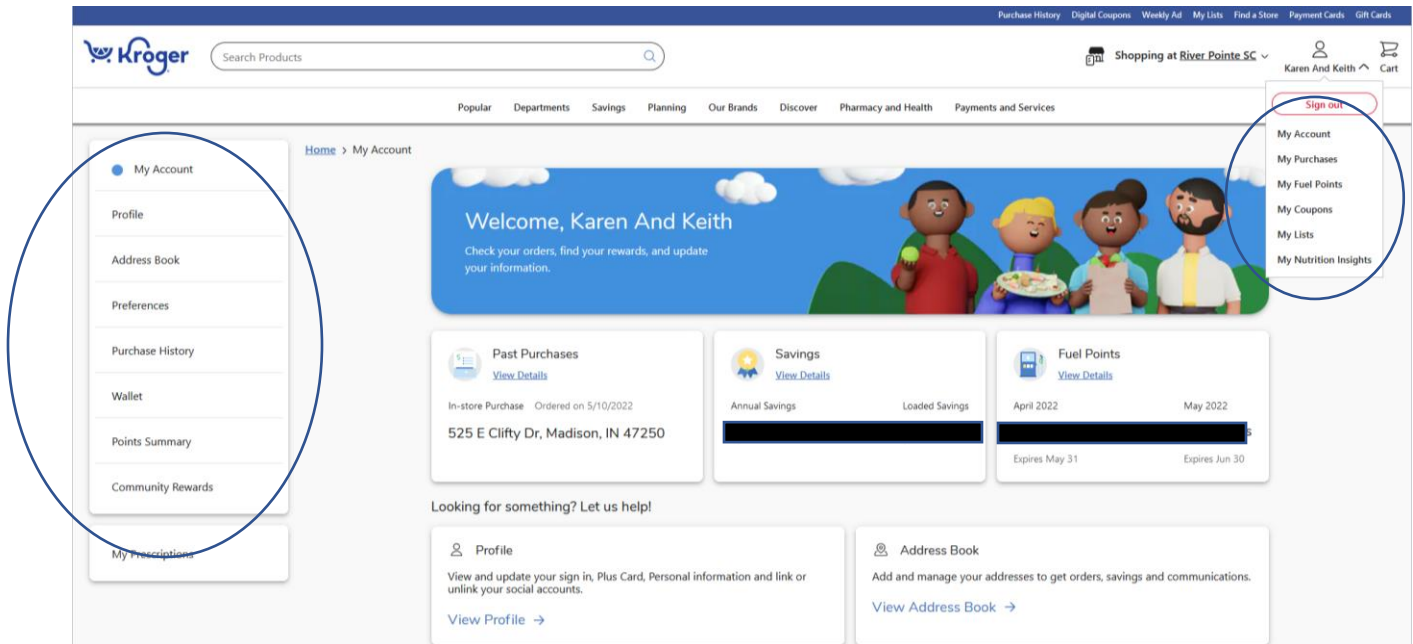 Purchase History Digital Coupons Weekly Ad My Lists Find a Store Payment Cards Gift Cards
Kroger
Search Products
Shopping at River Pointe SC
Karen And Keith
Cart
Popular Departments Savings Planning Our Brands Discover Pharmacy and Health Payments and Services
Sign out
My Account
My Purchases
My Fuel Points
My Coupons
My Lists
My Nutrition Insights
My Account
Profile
Address Book
Preferences
Purchase History
Wallet
Points Summary
Community Rewards
My Prescriptions
Home > My Account
Welcome, Karen And Keith
Check your orders, find your rewards, and update
your information.
Past Purchases
View Details
In-store Purchase Ordered on 5/10/2022
525 E Clifty Dr, Madison, IN 47250
Savings
View Details
Annual Savings Loaded Savings
Fuel Points
View Details
April 2022 May 2022
s
Expires May 31 Expires Jun 30
Looking for something? Let us help!
Profile
View and update your sign in, Plus Card, Personal information and link or
unlink your social accounts.
View Profile →
Address Book
Add and manage your addresses to get orders, savings and communications.
View Address Book →